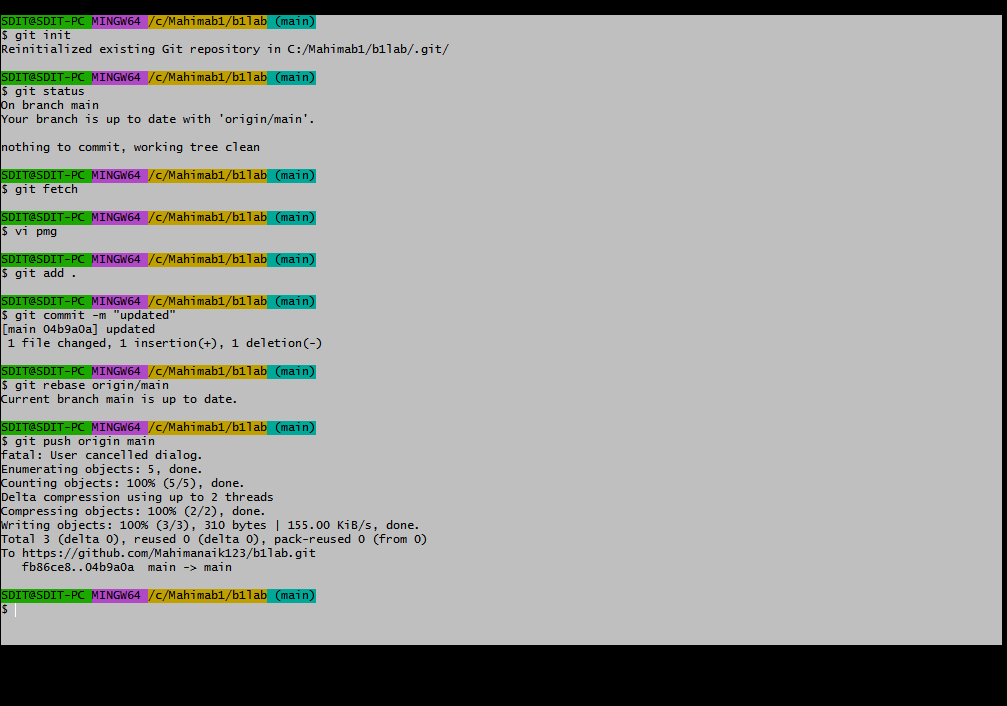 SDIT@SDIT-PC MINGW64 /c/Mahimab1/b1lab (main)
$ git init
Reinitialized existing Git repository in C:/Mahimab1/b1lab/.git/
SDIT@SDIT-PC MINGW64 /c/Mahimab1/b1lab (main)
$ git status
On branch main
Your branch is up to date with 'origin/main'.
nothing to commit, working tree clean
SDIT@SDIT-PC MINGW64 /c/Mahimab1/b1lab (main)
$ git fetch
SDIT@SDIT-PC MINGW64 /c/Mahimab1/b1lab (main)
$ vi pmg
SDIT@SDIT-PC MINGW64 /c/Mahimab1/b1lab (main)
$ git add .
SDIT@SDIT-PC MINGW64 /c/Mahimab1/b1lab (main)
$ git commit -m "updated"
[main 04b9a0a] updated
 1 file changed, 1 insertion(+), 1 deletion(-)
SDIT@SDIT-PC MINGW64 /c/Mahimab1/b1lab (main)
$ git rebase origin/main
Current branch main is up to date.
SDIT@SDIT-PC MINGW64 /c/Mahimab1/b1lab (main)
$ git push origin main
fatal: User cancelled dialog.
Enumerating objects: 5, done.
Counting objects: 100% (5/5), done.
Delta compression using up to 2 threads
Compressing objects: 100% (2/2), done.
Writing objects: 100% (3/3), 310 bytes | 155.00 KiB/s, done.
Total 3 (delta 0), reused 0 (delta 0), pack-reused 0 (from 0)
To https://github.com/Mahimanaik123/b1lab.git
   fb86ce8..04b9a0a  main -> main
SDIT@SDIT-PC MINGW64 /c/Mahimab1/b1lab (main)
$